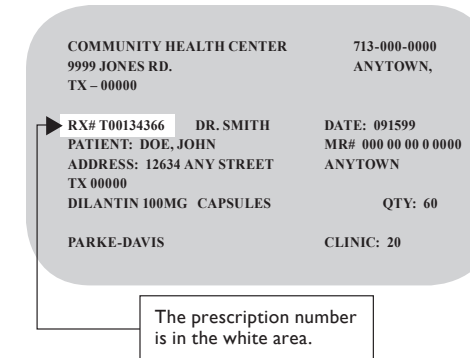 COMMUNITY HEALTH CENTER 713-000-0000
9999 JONES RD. ANYTOWN,
TX – 00000
RX# T00134366 DR. SMITH DATE: 091599
PATIENT: DOE, JOHN MR# 000 00 00 0 0000
ADDRESS: 12634 ANY STREET ANYTOWN
TX 00000
DILANTIN 100MG CAPSULES QTY: 60
PARKE-DAVIS CLINIC: 20
The prescription number
is in the white area.